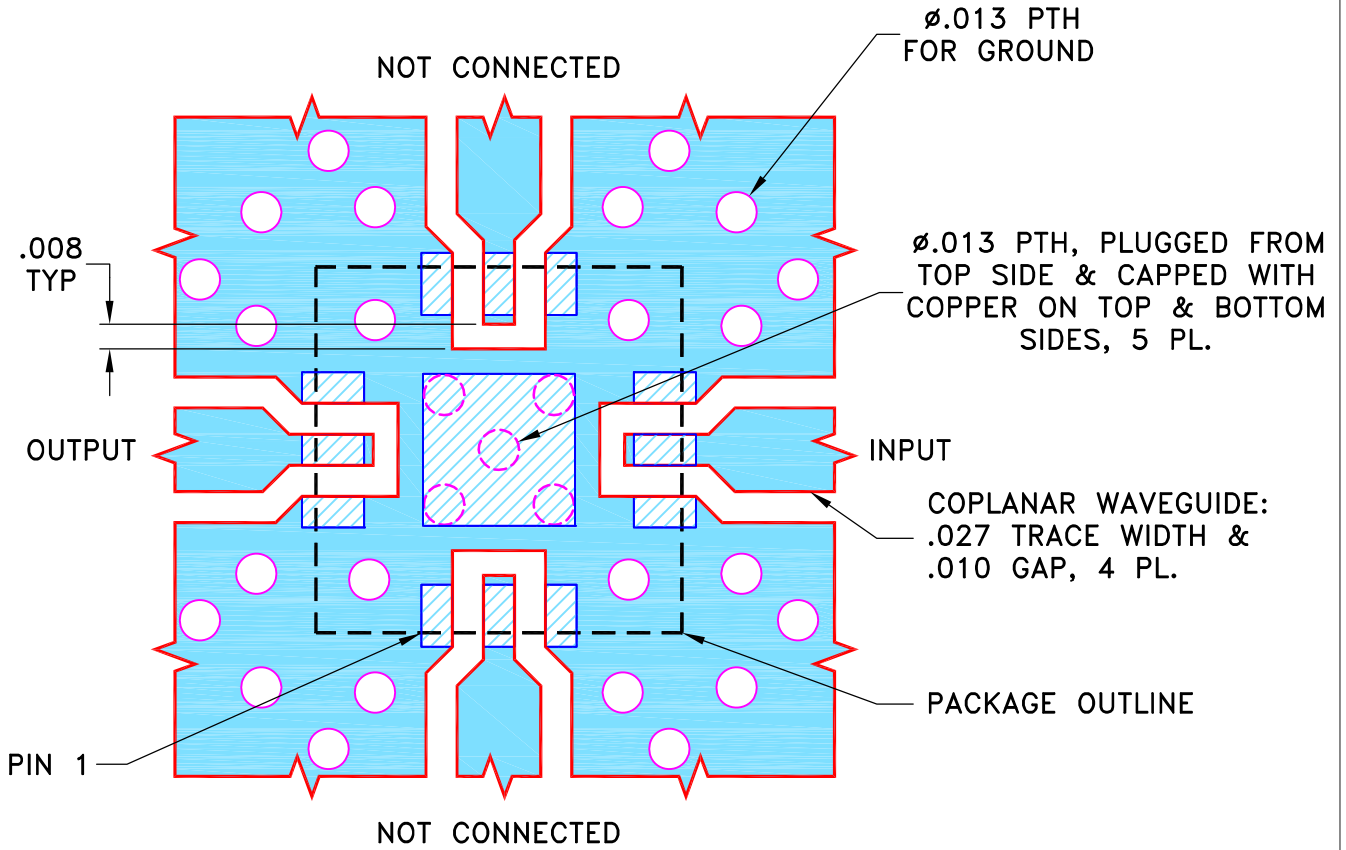 ø.013 PTH
FOR GROUND
NOT CONNECTED
.008
TYP
ø.013 PTH, PLUGGED FROM
TOP SIDE & CAPPED WITH
COPPER ON TOP & BOTTOM
SIDES, 5 PL.
OUTPUT
INPUT
COPLANAR WAVEGUIDE:
.027 TRACE WIDTH &
.010 GAP, 4 PL.
PACKAGE OUTLINE
PIN 1
NOT CONNECTED